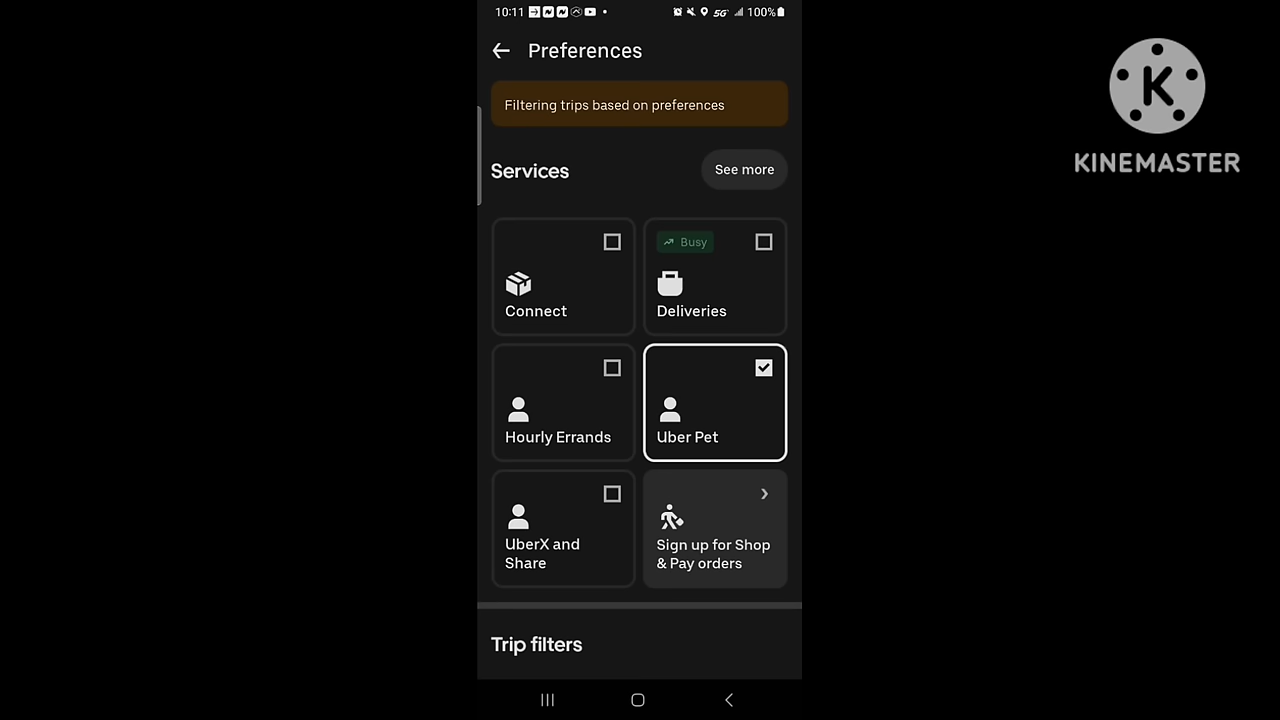 10:11
5G
100%
Preferences
Filtering trips based on preferences
Services
See more
Connect
Busy
Deliveries
Hourly Errands
Uber Pet
UberX and
Share
Sign up for Shop
& Pay orders
Trip filters
K
KINEMASTER